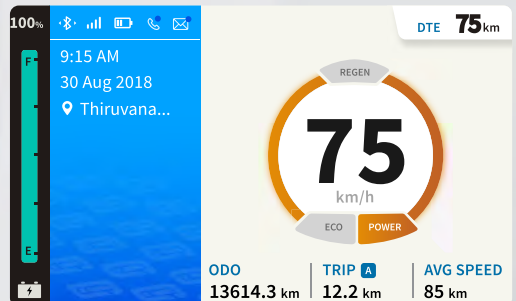 100%
F
E
9:15 AM
30 Aug 2018
Thiruvana...
DTE 75 km
REGEN
75
km/h
ECO POWER
ODO TRIP A AVG SPEED
13614.3 km 12.2 km 85 km